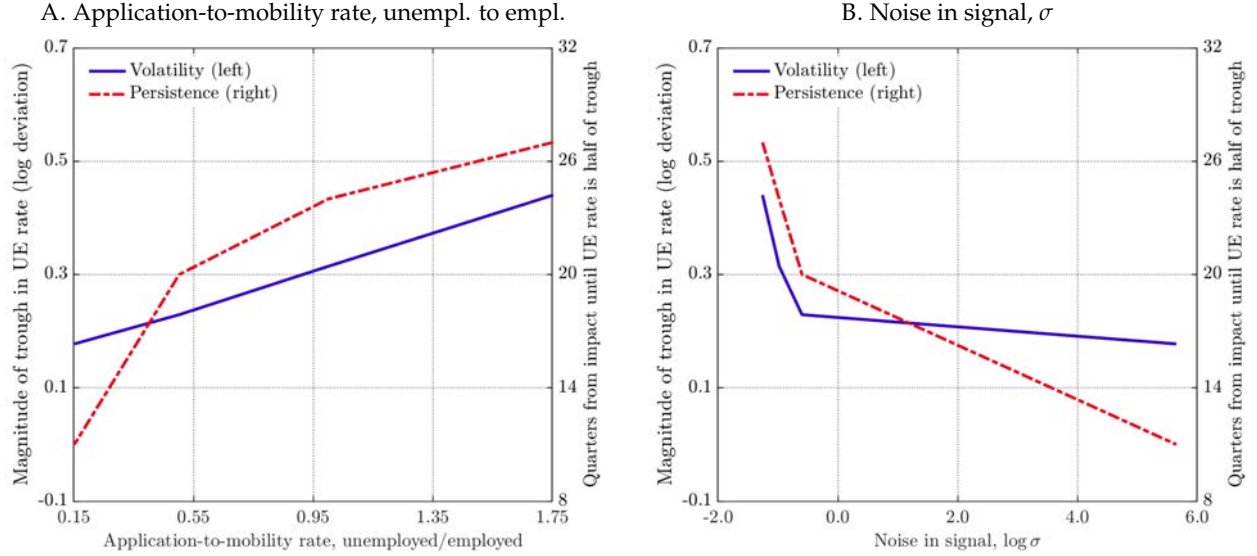 A. Application-to-mobility rate, unempl. to empl.
Magnitude of trough in UE rate (log deviation)
0.7
0.5
0.3
0.1
-0.1
Volatility (left)
Persistence (right)
32
26
20
14
8
Quarters from impact until UE rate is half of trough
0.15 0.55 0.95 1.35 1.75
Application-to-mobility rate, unemployed/employed
B. Noise in signal, σ
Magnitude of trough in UE rate (log deviation)
0.7
0.5
0.3
0.1
-0.1
Volatility (left)
Persistence (right)
32
26
20
14
8
Quarters from impact until UE rate is half of trough
-2.0 0.0 2.0 4.0 6.0
Noise in signal, log σ